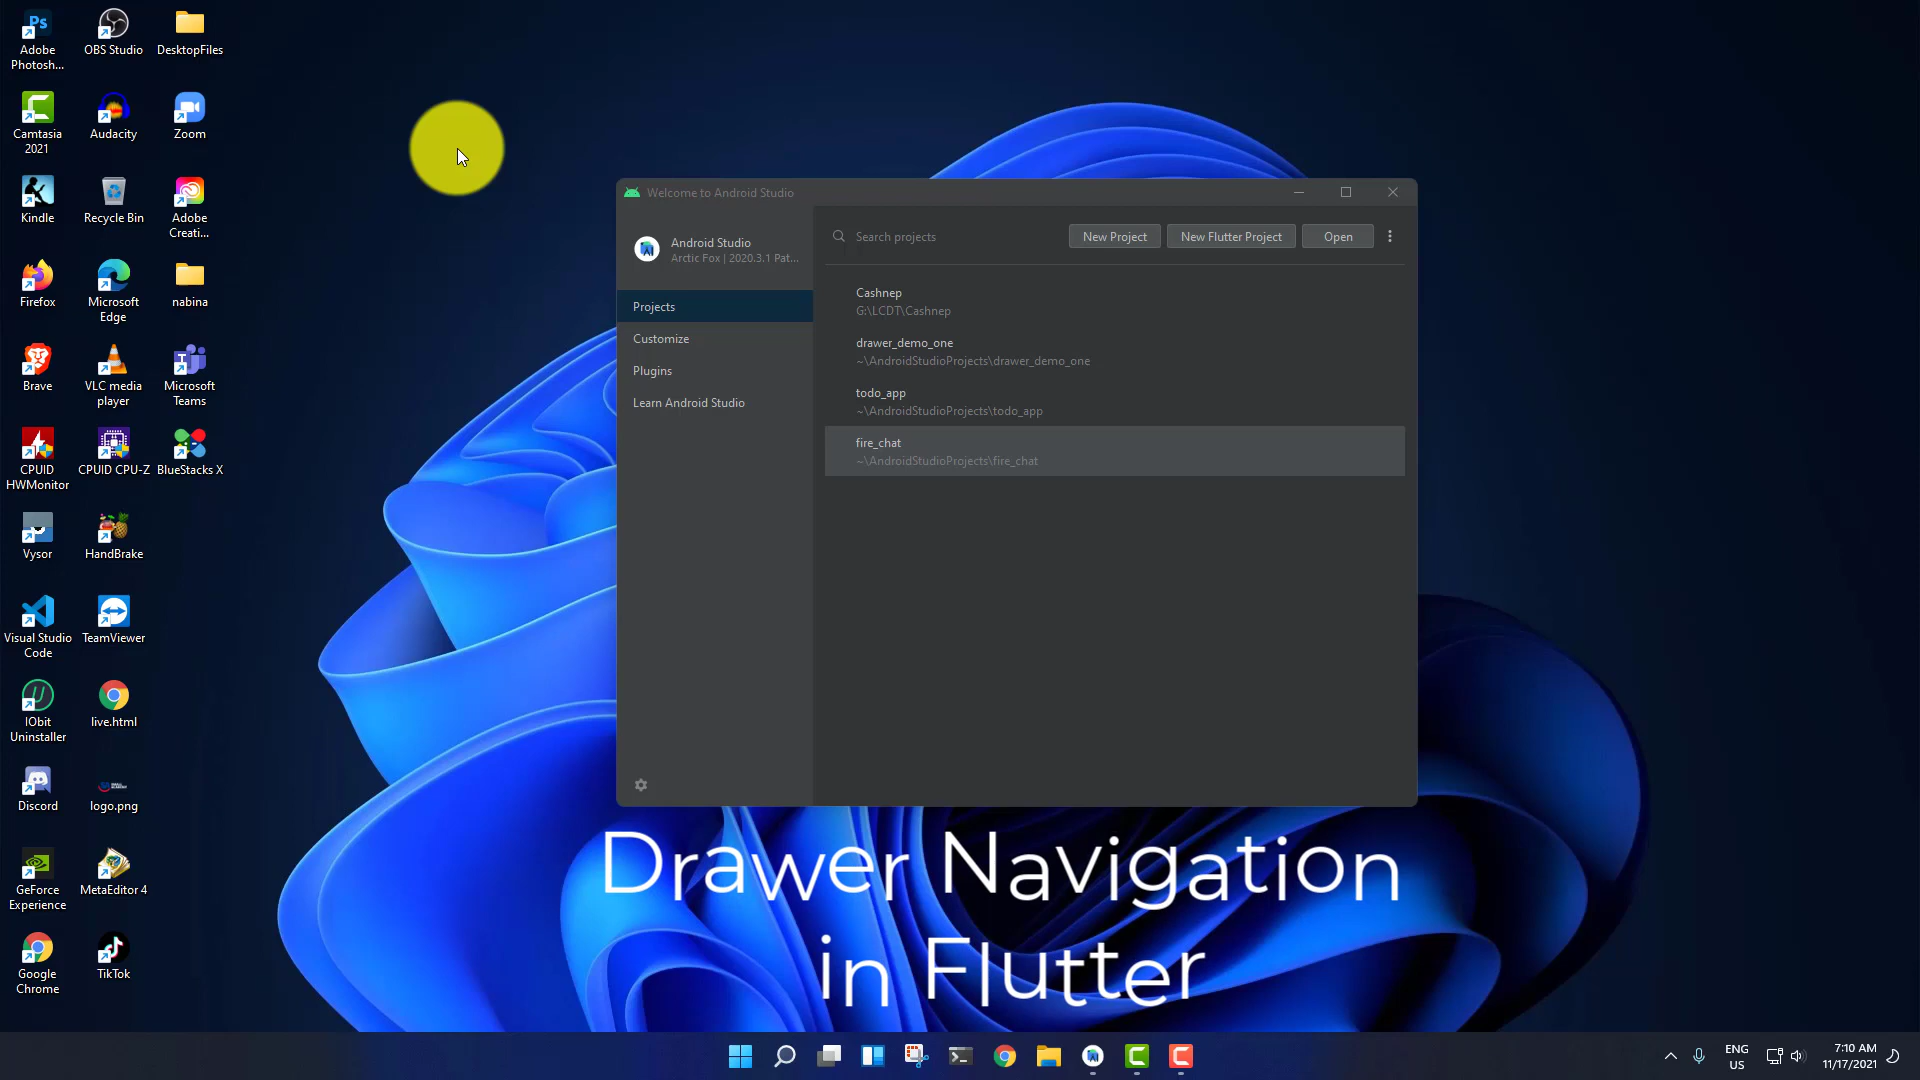 Adobe
Photosh...
OBS Studio
DesktopFiles
Camtasia
2021
Audacity
Zoom
Kindle
Recycle Bin
Adobe
Creati...
Firefox
Microsoft
Edge
nabina
Brave
VLC media
player
Microsoft
Teams
CPUID
HWMonitor
CPUID CPU-Z
BlueStacks X
Vysor
HandBrake
Visual Studio
Code
TeamViewer
IObit
Uninstaller
live.html
Discord
logo.png
GeForce
Experience
MetaEditor 4
Google
Chrome
TikTok
Welcome to Android Studio
Android Studio
Arctic Fox | 2020.3.1 Pat...
Projects
Customize
Plugins
Learn Android Studio
Search projects
New Project
New Flutter Project
Open
Cashnep
G:\LCDT\Cashnep
drawer_demo_one
~\AndroidStudioProjects\drawer_demo_one
todo_app
~\AndroidStudioProjects\todo_app
fire_chat
~\AndroidStudioProjects\fire_chat
Drawer Navigation
in Flutter
ENG
US
7:10 AM
11/17/2021